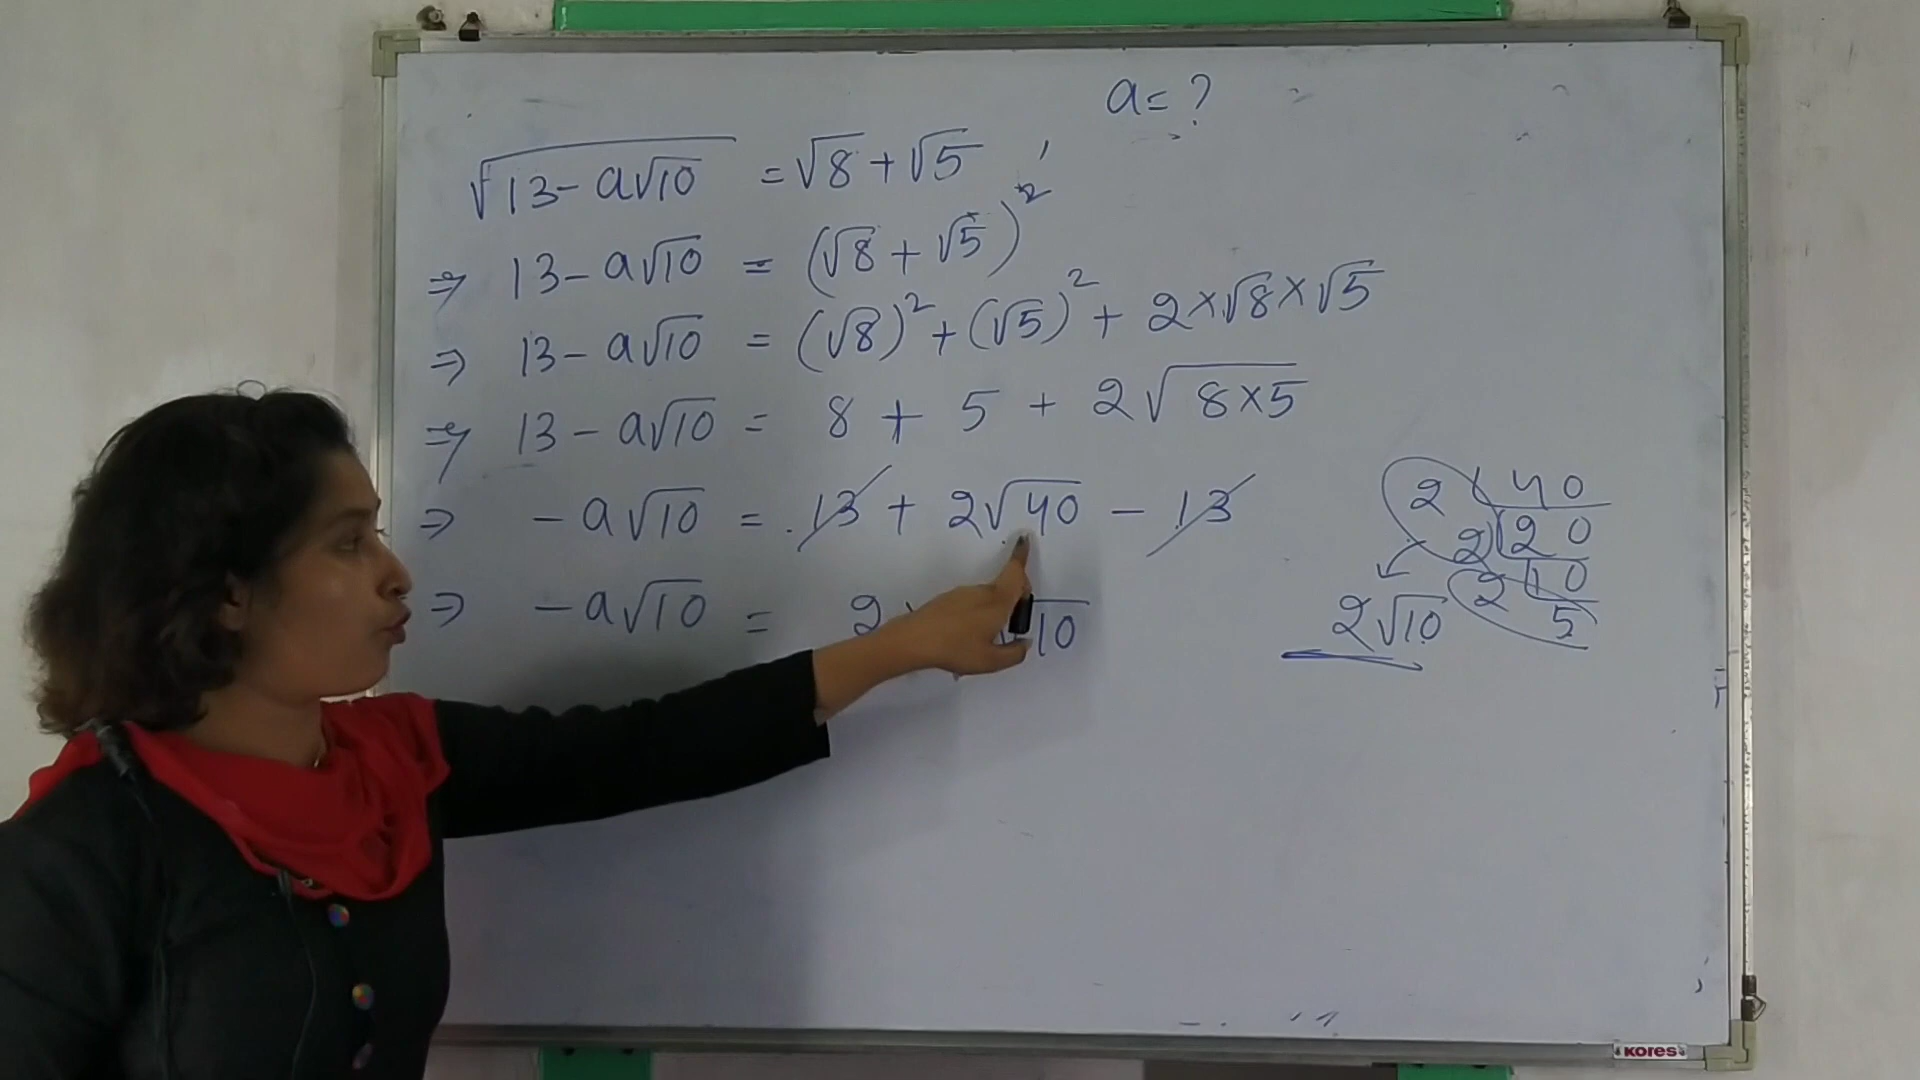 a = ?
√(13 - a√10) = √8 + √5 ,
⇒ 13 - a√10 = (√8 + √5)²
⇒ 13 - a√10 = (√8)² + (√5)² + 2×√8×√5
⇒ 13 - a√10 = 8 + 5 + 2√(8×5)
⇒ - a√10 = 13 + 2√40 - 13
⇒ - a√10 = 2 √10
2 40
2 20
2 10
5
2√10
KORES